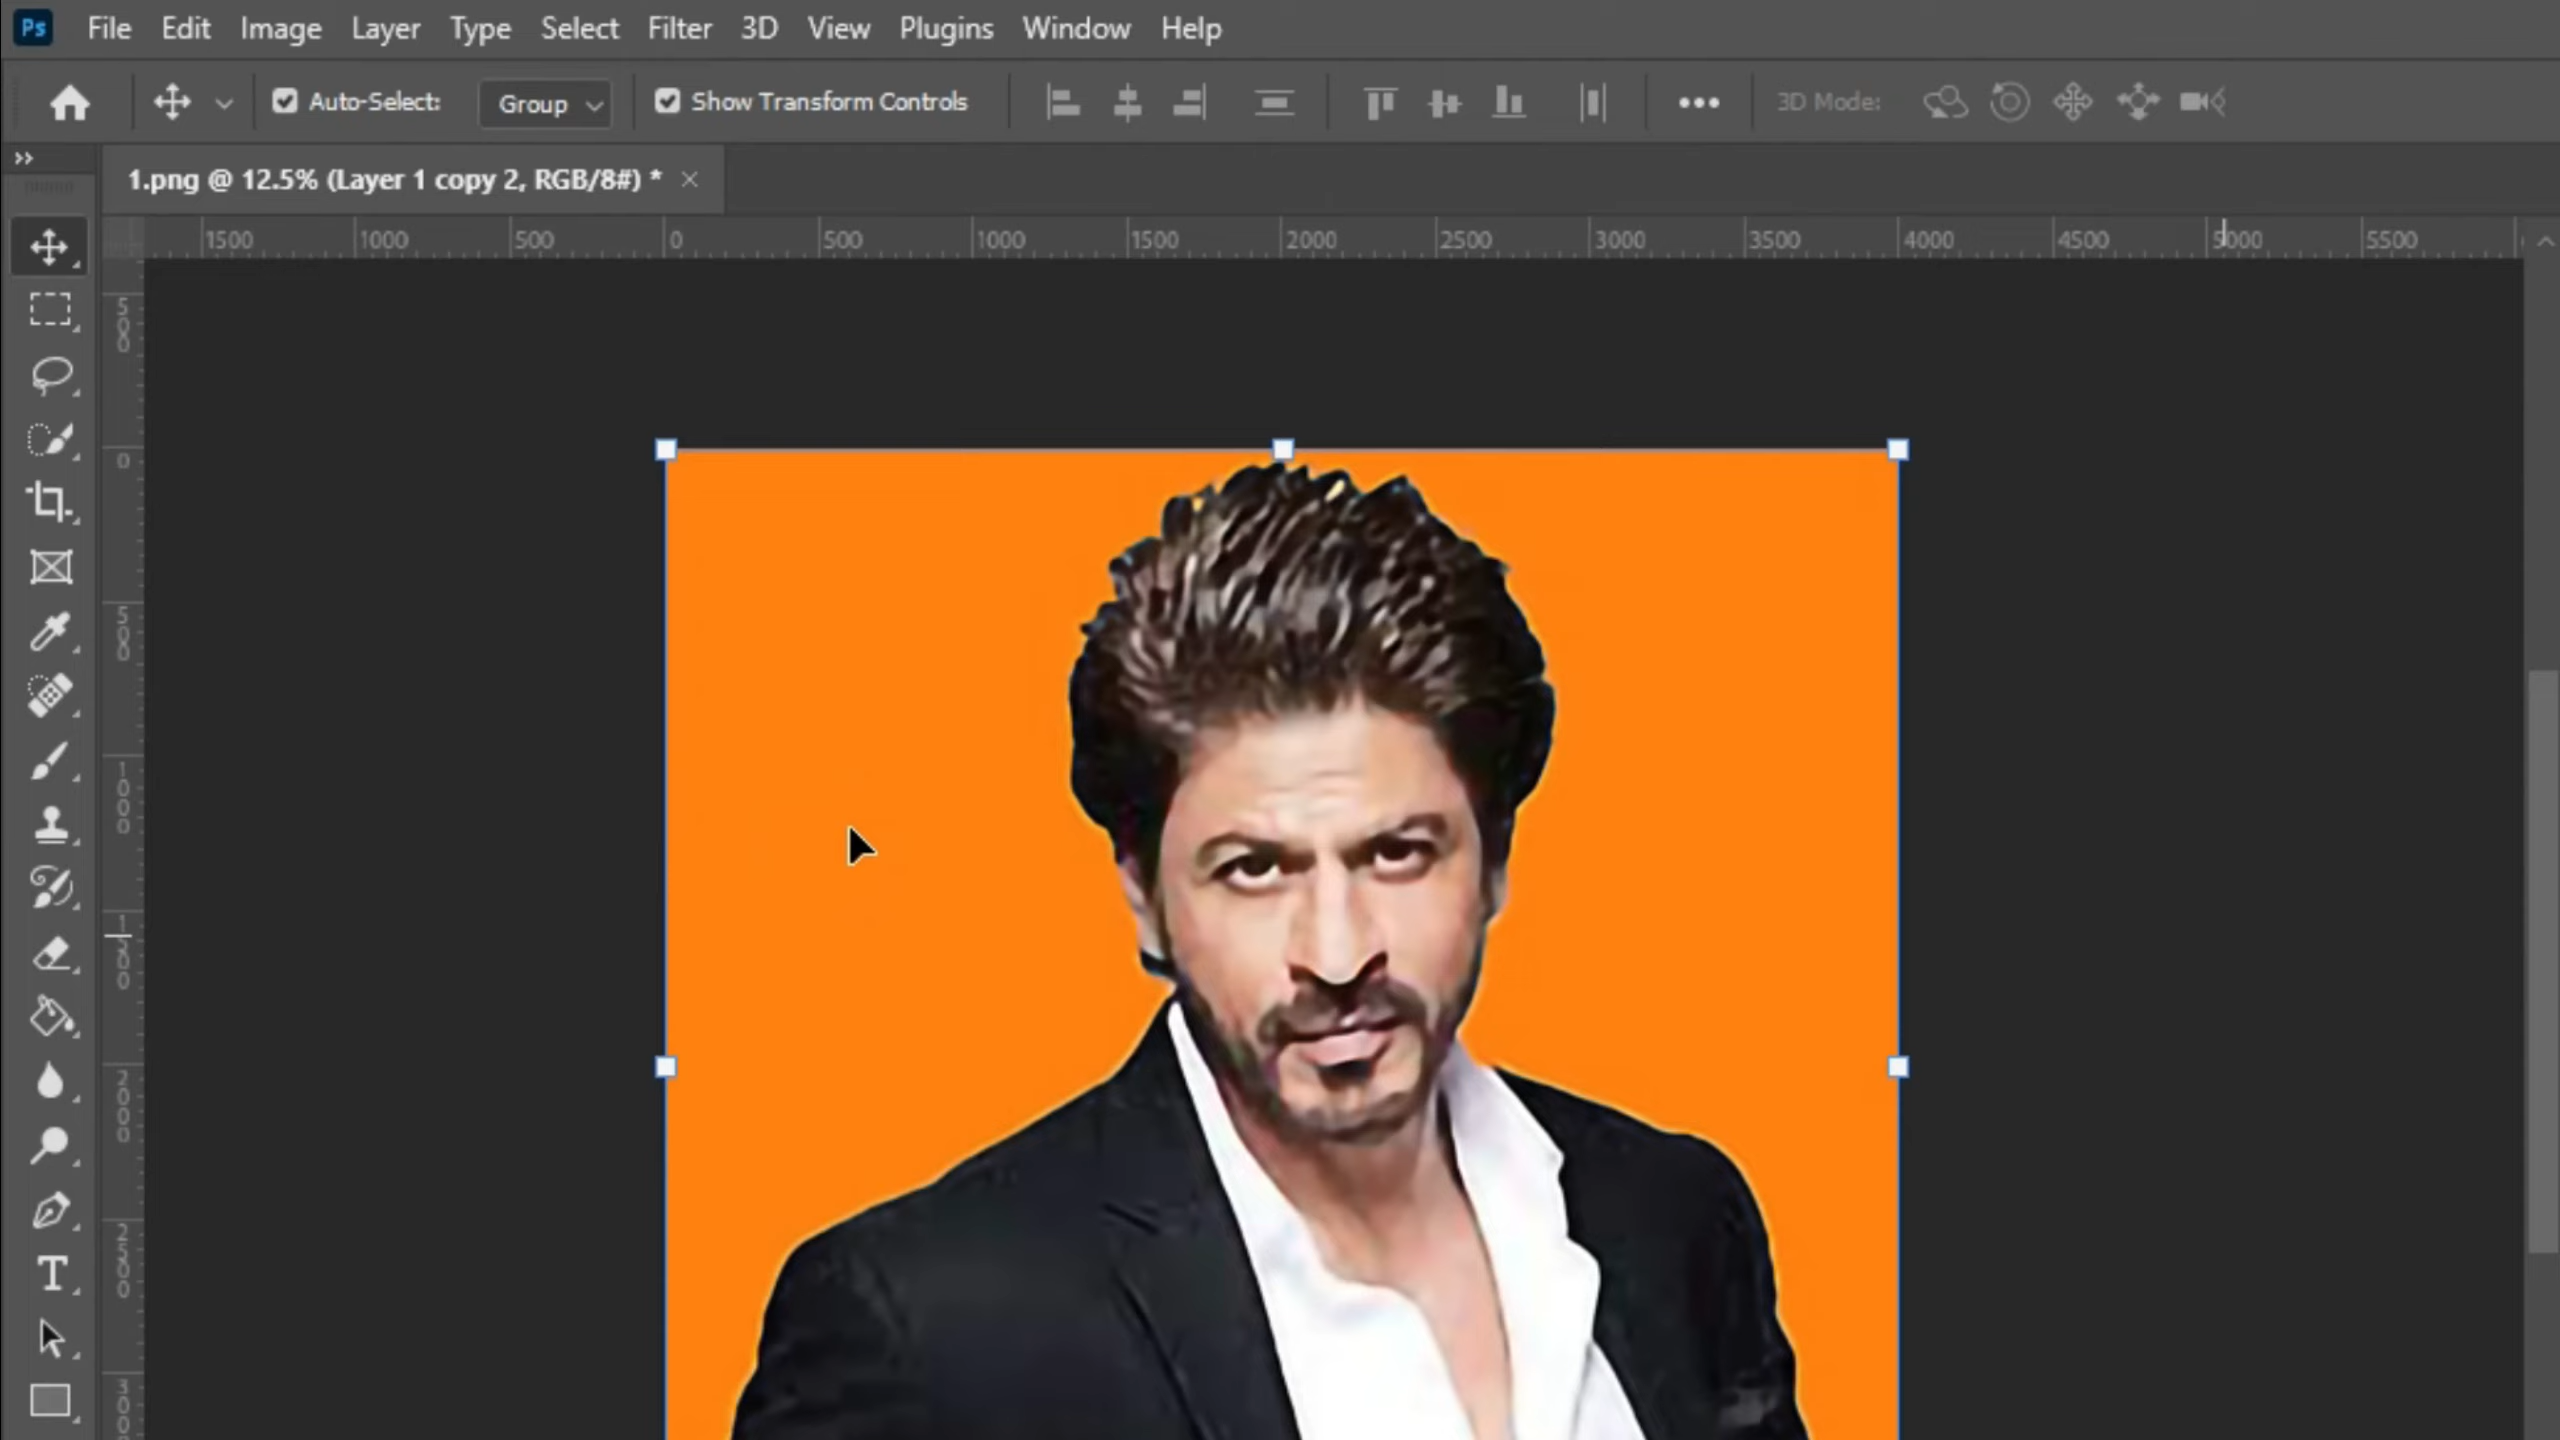 Ps File Edit Image Layer Type Select Filter 3D View Plugins Window Help
Auto-Select: Group Show Transform Controls 3D Mode:
1.png @ 12.5% (Layer 1 copy 2, RGB/8#) *
1500 1000 500 0 500 1000 1500 2000 2500 3000 3500 4000 4500 5000 5500
500
0
500
1000
1500
2000
2500
300
T